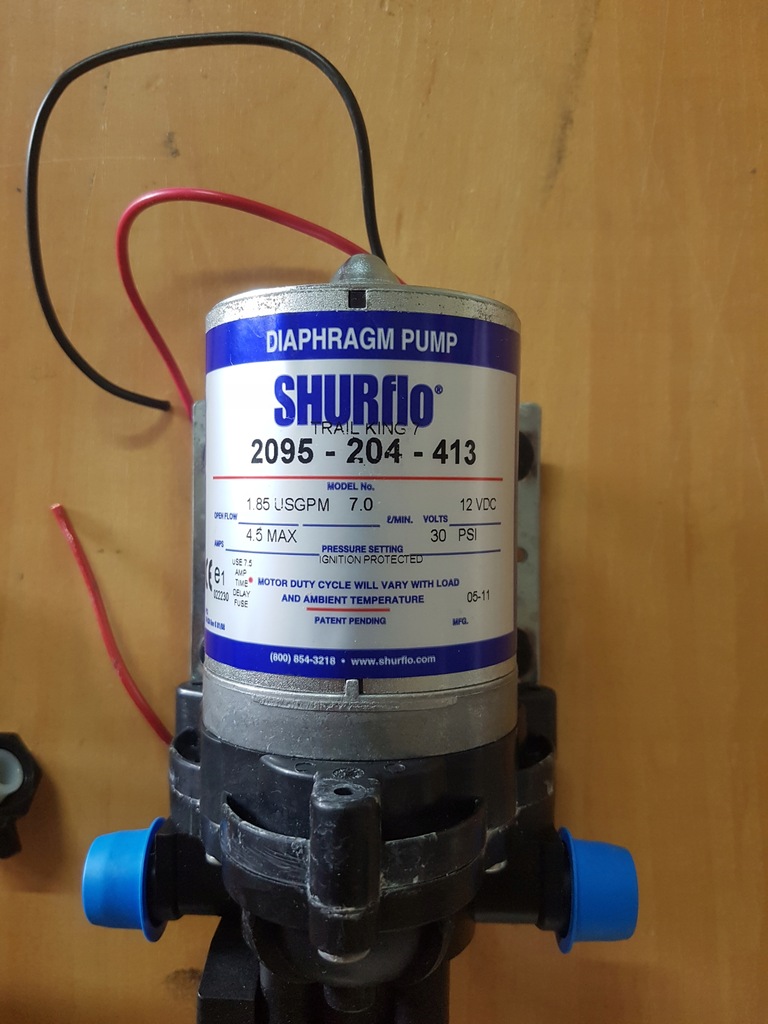 DIAPHRAGM PUMP
SHURflo®
TRAIL KING 7
2095 - 204 - 413
MODEL No.
1.85 USGPM 7.0 12 VDC
OPEN FLOW ℓ/MIN. VOLTS
4.5 MAX 30 PSI
AMPS PRESSURE SETTING
IGNITION PROTECTED
CE e1
022230
USE 7.5
AMP
TIME
DELAY
FUSE
MOTOR DUTY CYCLE WILL VARY WITH LOAD
AND AMBIENT TEMPERATURE
05-11
PATENT PENDING MFG.
(800) 854-3218 • www.shurflo.com